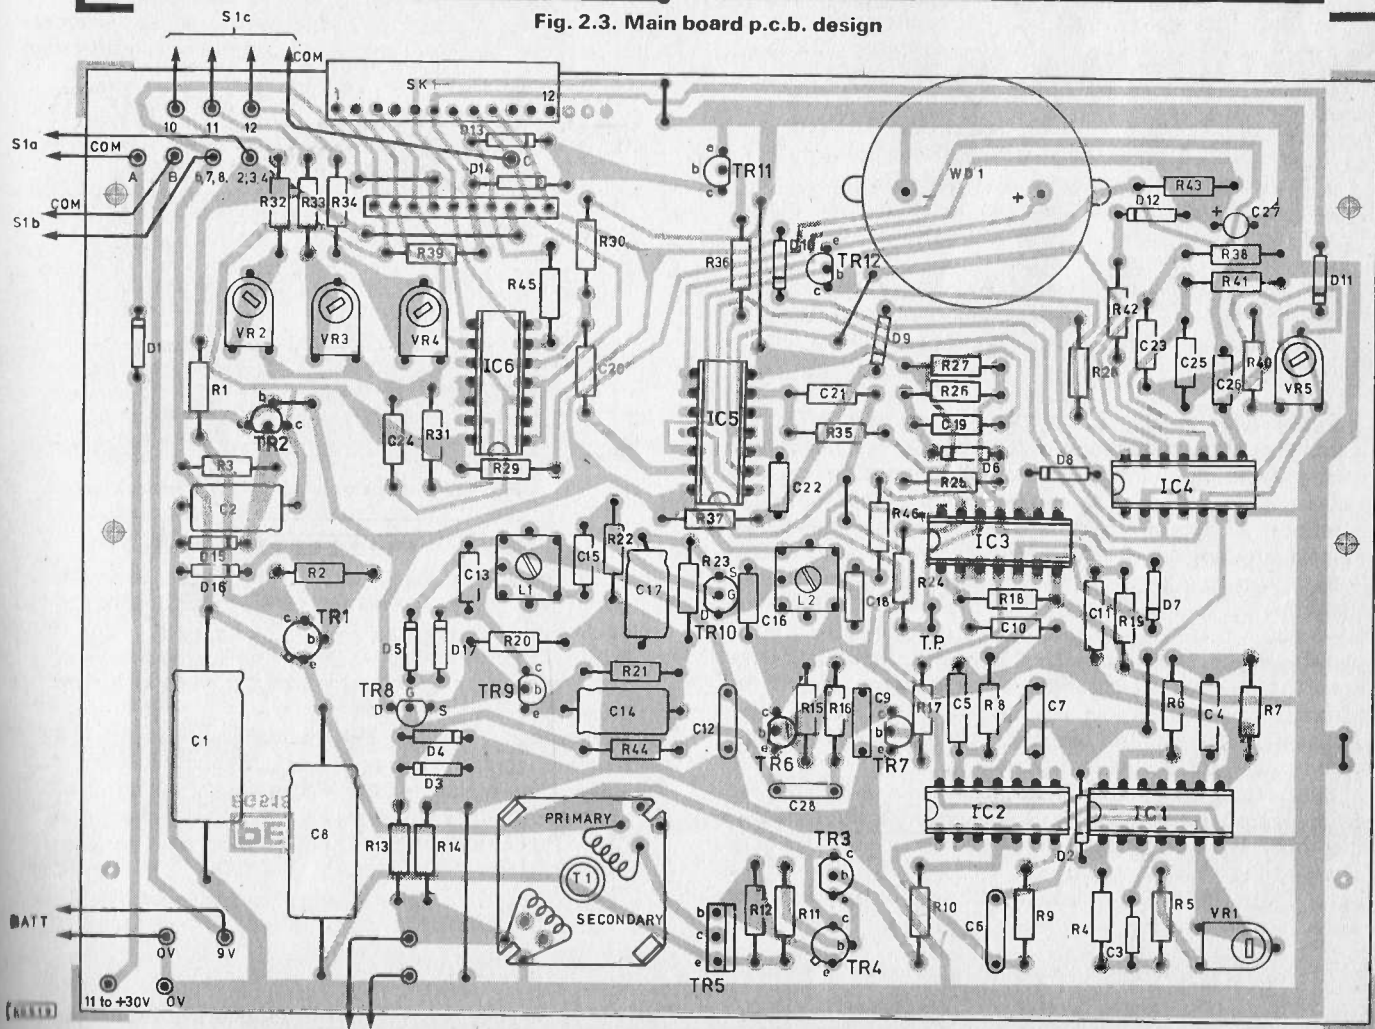 S1c
Fig. 2.3. Main board p.c.b. design
COM
SK1
1
12
10
11
12
D13
C
S1a
COM
A
B
6,7,8.
2,3,4
D14
TR11
e
b
c
WD1
-
+
R43
D12
C27
+
COM
S1b
R32
R33
R34
R39
R30
R45
R36
D10
TR12
e
b
c
R38
R41
D11
VR2
VR3
VR4
IC6
D9
R42
C23
C25
C26
R40
VR5
D1
R1
C20
R28
R27
R26
C21
C19
IC5
R35
D6
b
c
e
TR2
C24
R31
R29
R3
C2
C22
R25
D8
IC4
R37
R46
IC3
D15
D16
R2
C13
L1
C15
R22
C17
R23
S
G
D
TR10
C16
L2
C18
R24
R18
C10
T.P.
C11
R19
D7
c
TR1
b
e
D5
D17
R20
R21
TR8
G
D
S
TR9
c
b
e
C14
C12
R15
R16
C9
R17
C5
R8
C7
R6
C4
R7
C1
D4
D3
R44
c
b
e
TR6
c
b
e
TR7
C28
PE
C8
R13
R14
PRIMARY
T1
SECONDARY
TR3
c
b
e
IC2
D2
IC1
R12
R11
b
c
e
TR5
c
b
e
TR4
R10
C6
R9
R4
C3
R5
VR1
BATT
0V
9V
11 to +30V
0V